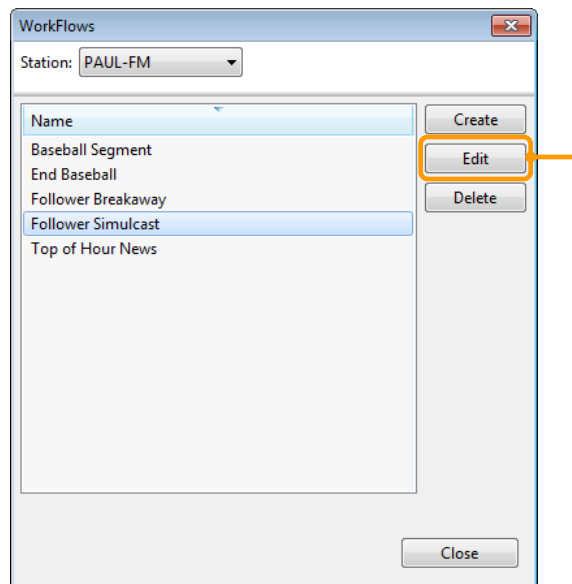 WorkFlows
Station: PAUL-FM
Name
Create
Baseball Segment
Edit
End Baseball
Follower Breakaway
Delete
Follower Simulcast
Top of Hour News
Close